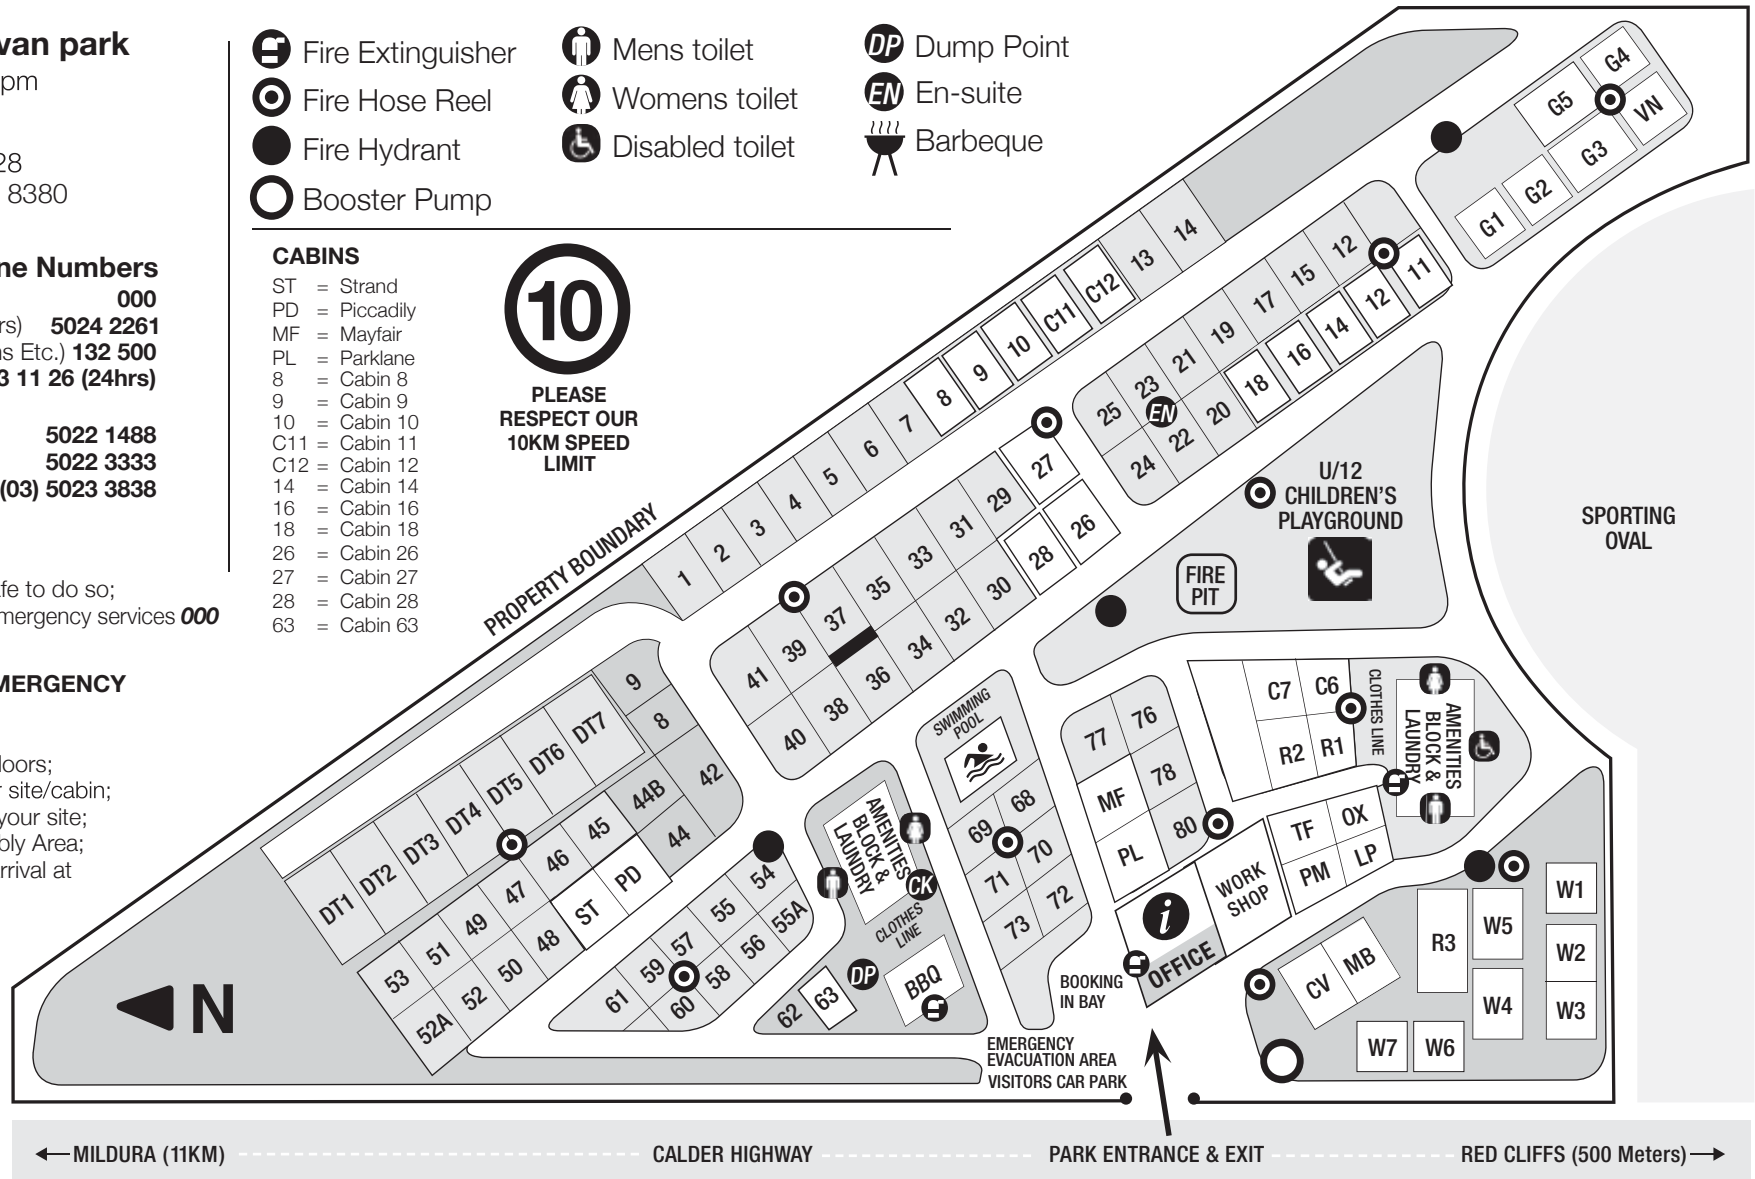 van park
pm
28
8380
ne Numbers
000
rs) 5024 2261
ns Etc.) 132 500
3 11 26 (24hrs)
5022 1488
5022 3333
(03) 5023 3838
fe to do so;
mergency services 000
MERGENCY
loors;
r site/cabin;
your site;
bly Area;
rrival at
Fire Extinguisher
Fire Hose Reel
Fire Hydrant
Booster Pump
Mens toilet
Womens toilet
Disabled toilet
DP Dump Point
EN En-suite
Barbeque
CABINS
ST = Strand
PD = Piccadily
MF = Mayfair
PL = Parklane
8 = Cabin 8
9 = Cabin 9
10 = Cabin 10
C11 = Cabin 11
C12 = Cabin 12
14 = Cabin 14
16 = Cabin 16
18 = Cabin 18
26 = Cabin 26
27 = Cabin 27
28 = Cabin 28
63 = Cabin 63
10
PLEASE
RESPECT OUR
10KM SPEED
LIMIT
PROPERTY BOUNDARY
1 2 3 4 5 6 7 8 9 10 C11 C12 13 14
G1 G2 G3 VN
G5 G4
25 23 21 19 17 15 12
EN
24 22 20 18 16 14 12 11
41 39 37 35 33 31 29 27
40 38 36 34 32 30 28 26
U/12
CHILDREN'S
PLAYGROUND
FIRE
PIT
SPORTING
OVAL
DT1 DT2 DT3 DT4 DT5 DT6 DT7
9
8
42
53 51 49 47 46 45 44B
52A 52 50 48 ST PD 44
61 59 57 55 54
60 58 56 55A
AMENITIES
BLOCK &
LAUNDRY
CK
CLOTHES
LINE
DP
BBQ
62 63
SWIMMING
POOL
69 68
71 70
73 72
77 76
MF 78
PL 80
C7 C6
R2 R1
CLOTHES LINE
AMENITIES
BLOCK &
LAUNDRY
TF OX
PM LP
WORK
SHOP
i
OFFICE
BOOKING
IN BAY
EMERGENCY
EVACUATION AREA
VISITORS CAR PARK
CV MB
R3
W5
W4
W1
W2
W3
W7 W6
N
MILDURA (11KM)
CALDER HIGHWAY
PARK ENTRANCE & EXIT
RED CLIFFS (500 Meters)